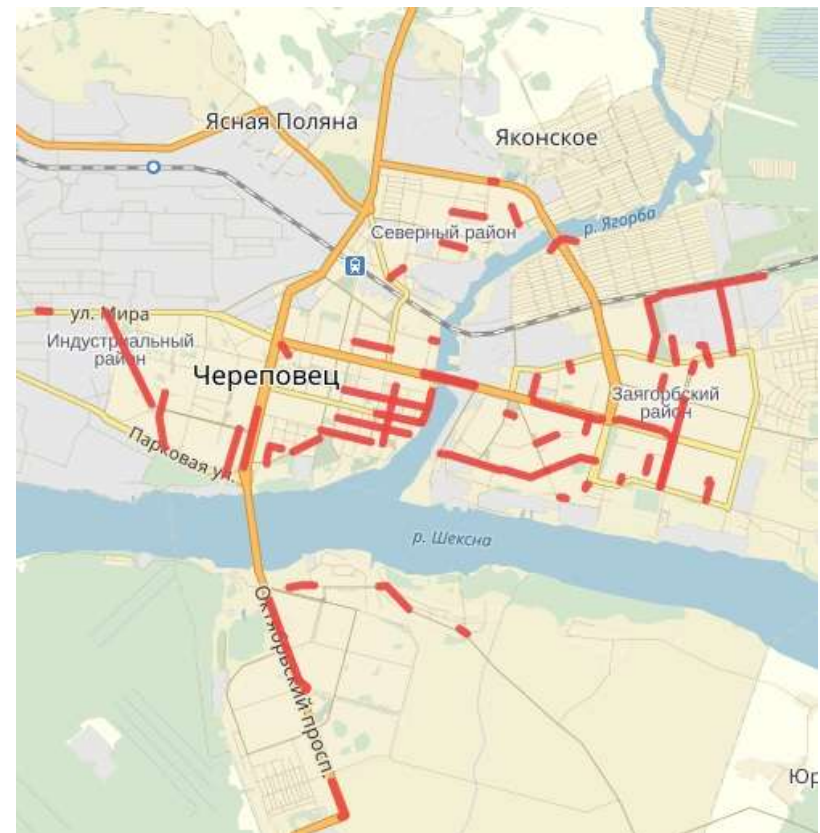 Ясная Поляна
Яконское
р. Ягорба
Северный район
ул. Мира
Индустриальный
район
Череповец
Заягорбский
район
Парковая ул.
р. Шексна
Октябрьский просп.
Юр